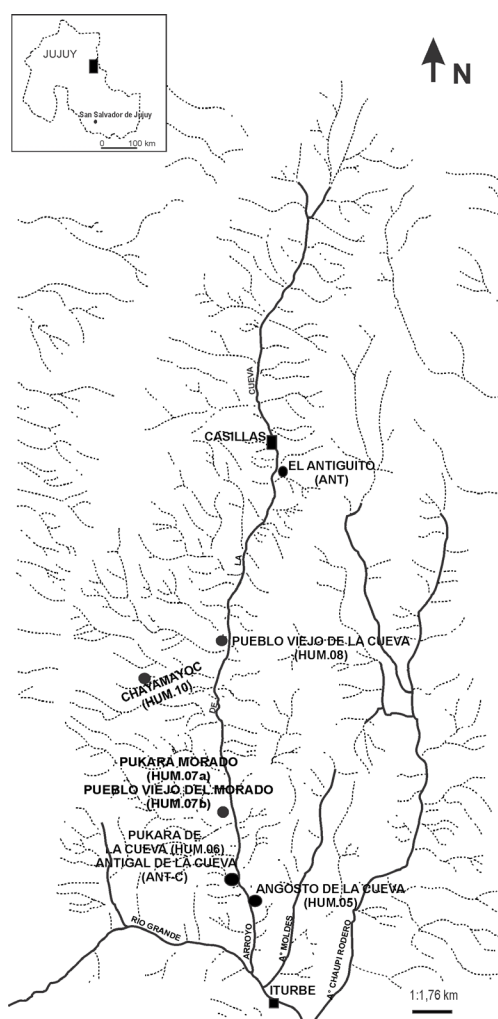 JUJUY
San Salvador de Jujuy
0 100 km
N
CUEVA
CASILLAS
EL ANTIGUITO
(ANT)
LA
PUEBLO VIEJO DE LA CUEVA
(HUM.08)
CHAYAMAYOC
(HUM.10)
DE
PUKARA MORADO
(HUM.07a)
PUEBLO VIEJO DEL MORADO
(HUM.07b)
PUKARA DE
LA CUEVA (HUM.06)
ANTIGAL DE LA CUEVA
(ANT-C)
ANGOSTO DE LA CUEVA
(HUM.05)
RIO GRANDE
ARROYO
A° MOLDES
A° CHAUPI RODERO
ITURBE
1:1,76 km